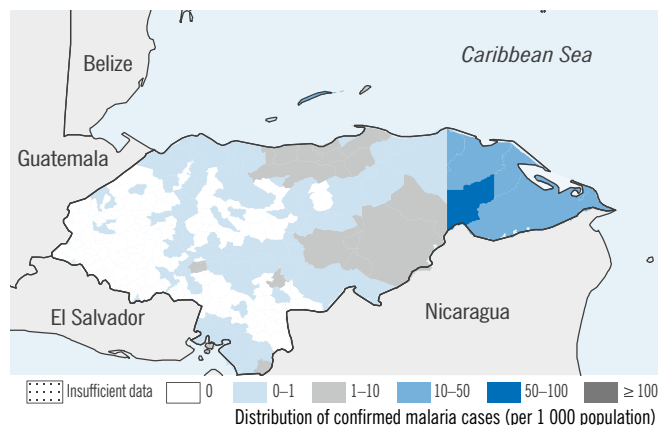 Caribbean Sea
Belize
Guatemala
El Salvador
Nicaragua
Insufficient data 0 0–1 1–10 10–50 50–100 ≥ 100
Distribution of confirmed malaria cases (per 1 000 population)